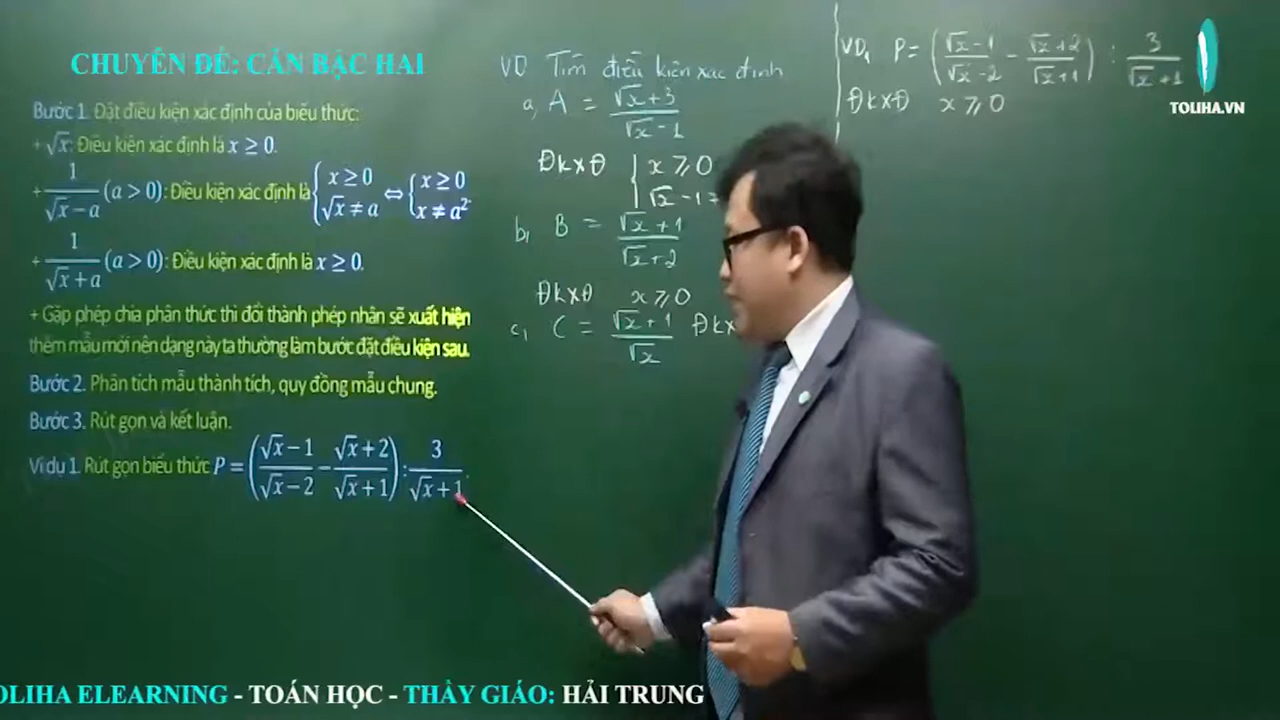 CHUYÊN ĐỀ: CĂN BẬC HAI
Bước 1. Đặt điều kiện xác định của biểu thức:
+ √x: Điều kiện xác định là x ≥ 0.
+ 1/(√x−a) (a > 0): Điều kiện xác định là {x ≥ 0; √x ≠ a ⇔ {x ≥ 0; x ≠ a²
+ 1/(√x+a) (a > 0): Điều kiện xác định là x ≥ 0.
+ Gặp phép chia phân thức thì đổi thành phép nhân sẽ xuất hiện
thêm mẫu mới nên dạng này ta thường làm bước đặt điều kiện sau.
Bước 2. Phân tích mẫu thành tích, quy đồng mẫu chung.
Bước 3. Rút gọn và kết luận.
Ví dụ 1. Rút gọn biểu thức P = ((√x − 1)/(√x − 2) − (√x + 2)/(√x + 1)) : 3/(√x + 1).
VD Tìm điều kiện xác định
a, A = (√x + 3)/(√x − 1)
ĐKXĐ {x ≥ 0
√x − 1 ≠
b, B = (√x + 1)/(√x + 2)
ĐKXĐ x ≥ 0
c, C = (√x + 1)/√x ĐKX
VD1 P = ((√x − 1)/(√x − 2) − (√x + 2)/(√x + 1)) : 3/(√x + 1)
ĐKXĐ x ≥ 0
TOLIHA.VN
OLIHA ELEARNING - TOÁN HỌC - THẦY GIÁO: HẢI TRUNG